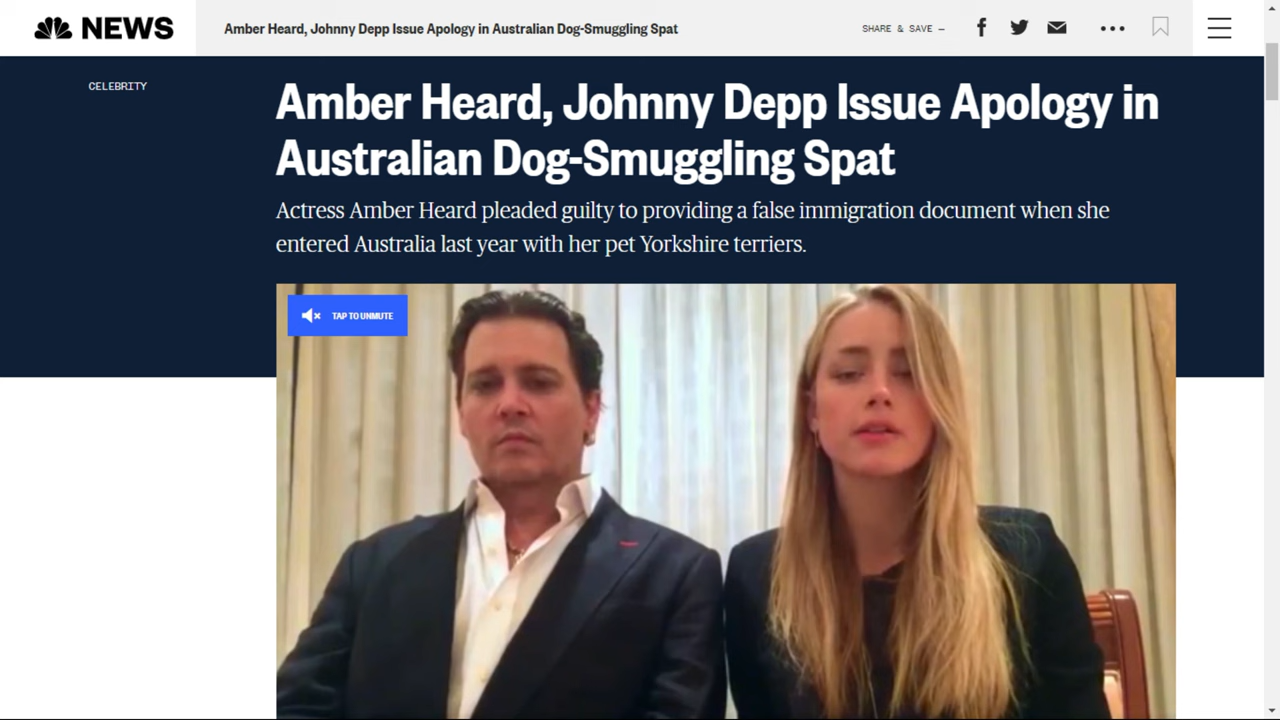 NEWS
Amber Heard, Johnny Depp Issue Apology in Australian Dog-Smuggling Spat
SHARE & SAVE —
CELEBRITY
Amber Heard, Johnny Depp Issue Apology in
Australian Dog-Smuggling Spat
Actress Amber Heard pleaded guilty to providing a false immigration document when she
entered Australia last year with her pet Yorkshire terriers.
TAP TO UNMUTE